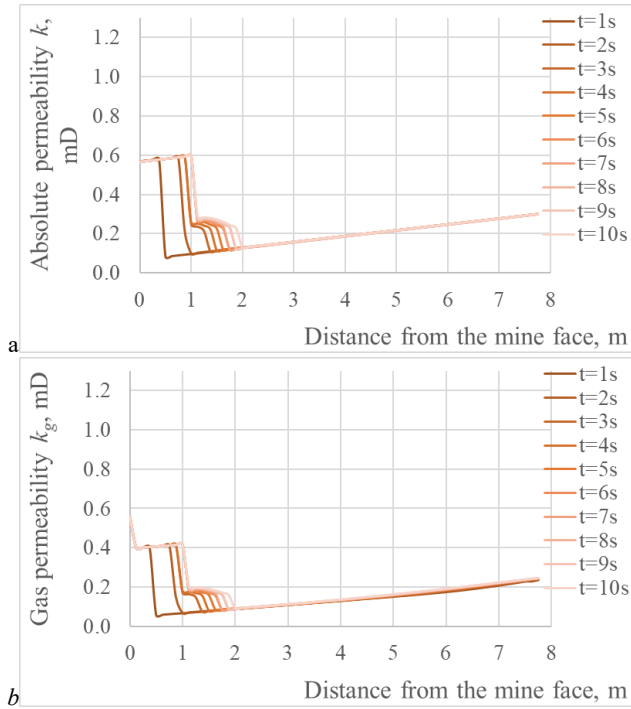 Absolute permeability k,
mD
1.2
1.0
0.8
0.6
0.4
0.2
0.0
0 1 2 3 4 5 6 7 8
Distance from the mine face, m
t=1s
t=2s
t=3s
t=4s
t=5s
t=6s
t=7s
t=8s
t=9s
t=10s
a
Gas permeability kg, mD
1.2
1.0
0.8
0.6
0.4
0.2
0.0
0 1 2 3 4 5 6 7 8
Distance from the mine face, m
t=1s
t=2s
t=3s
t=4s
t=5s
t=6s
t=7s
t=8s
t=9s
t=10s
b